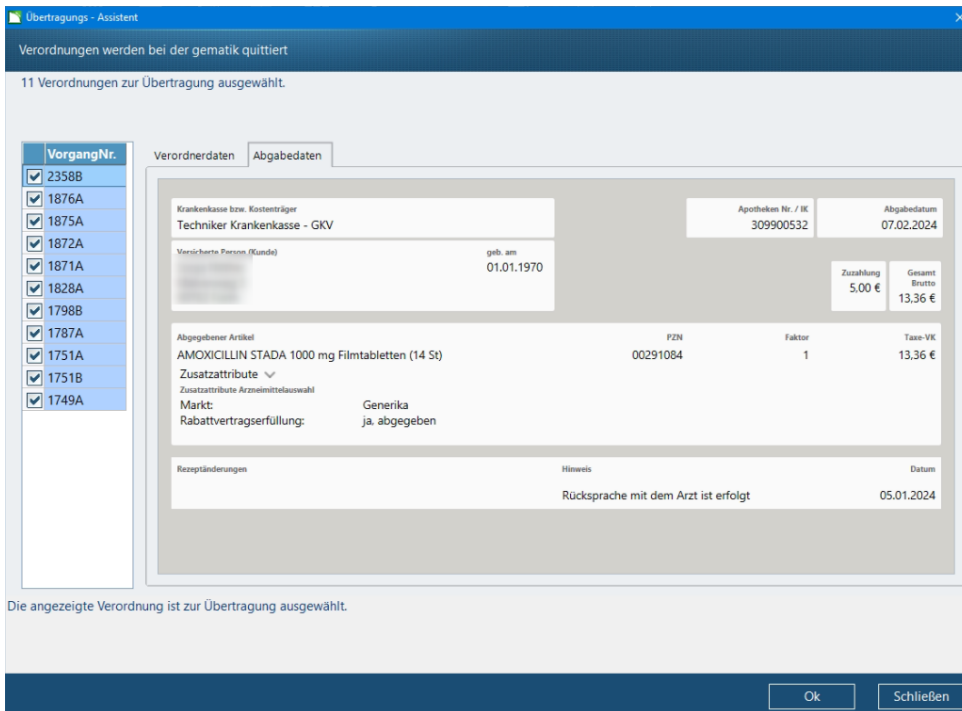 Übertragungs - Assistent
Verordnungen werden bei der gematik quittiert
11 Verordnungen zur Übertragung ausgewählt.
VorgangNr.
2358B
1876A
1875A
1872A
1871A
1828A
1798B
1787A
1751A
1751B
1749A
Verordnerdaten Abgabedaten
Krankenkasse bzw. Kostenträger Apotheken Nr. / IK Abgabedatum
Techniker Krankenkasse - GKV 309900532 07.02.2024
Versicherte Person (Kunde) geb. am
01.01.1970
Zuzahlung Gesamt
Brutto
5,00 € 13,36 €
Abgegebener Artikel PZN Faktor Taxe-VK
AMOXICILLIN STADA 1000 mg Filmtabletten (14 St) 00291084 1 13,36 €
Zusatzattribute
Zusatzattribute Arzneimittelauswahl
Markt: Generika
Rabattvertragserfüllung: ja, abgegeben
Rezeptänderungen Hinweis Datum
Rücksprache mit dem Arzt ist erfolgt 05.01.2024
Die angezeigte Verordnung ist zur Übertragung ausgewählt.
Ok Schließen